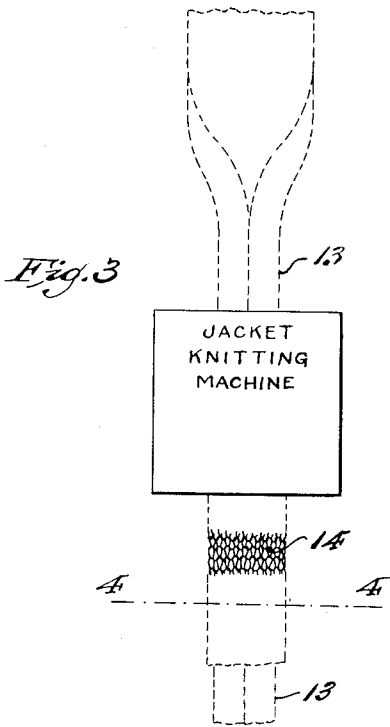 Fig. 3
13
JACKET
KNITTING
MACHINE
14
4 4
13